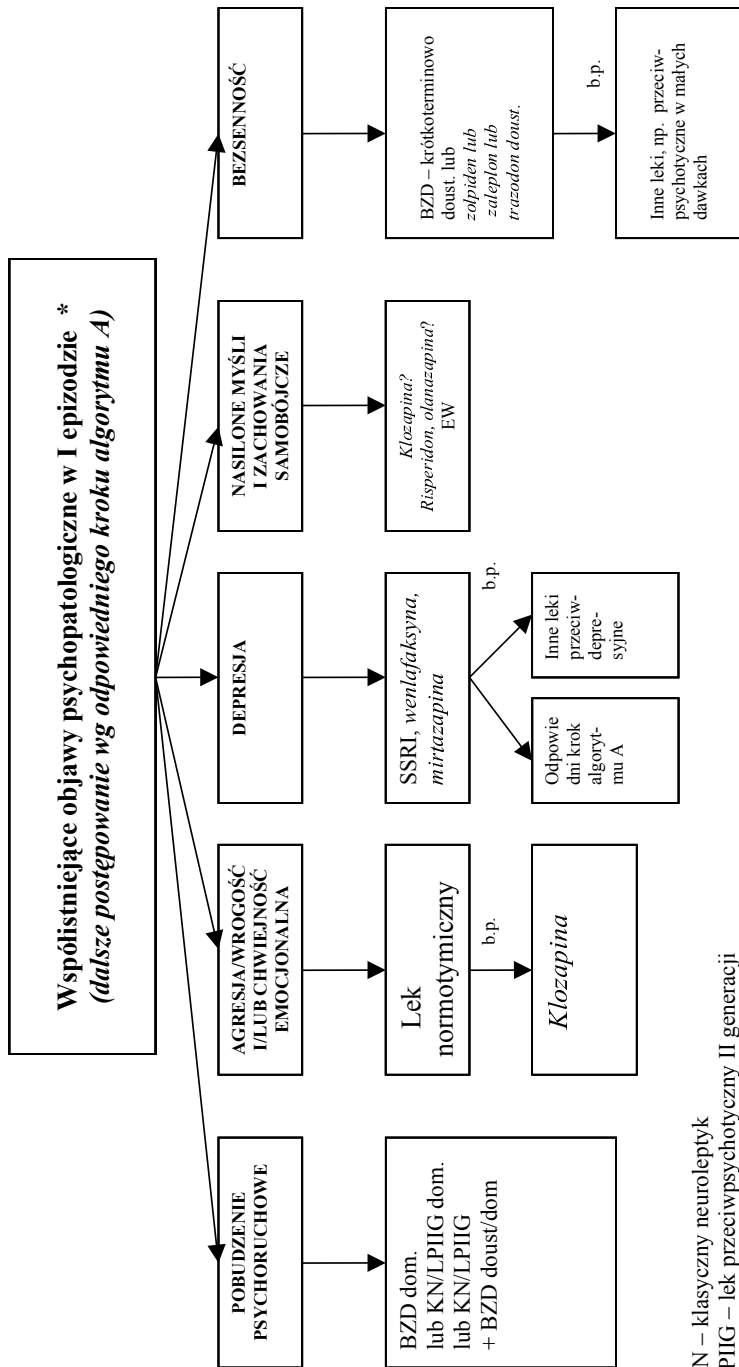 Współistniejące objawy psychopatologiczne w I epizodzie *
(dalsze postępowanie wg odpowiedniego kroku algorytmu A)
POBUDZENIE
PSYCHORUCHOWE
BZD dom.
lub KN/LPIIG dom.
lub KN/LPIIG
+ BZD doust/dom
AGRESJA/WROGOŚĆ
I/LUB CHWIEJNOŚĆ
EMOCJONALNA
Lek
normotymiczny
b.p.
Klozapina
DEPRESJA
SSRI, wenlafaksyna,
mirtazapina
b.p.
Odpowie
dni krok
algoryt-
mu A
Inne leki
przeciw-
depre-
syjne
NASILONE MYŚLI
I ZACHOWANIA
SAMOBÓJCZE
Klozapina?
Risperidon, olanazapina?
EW
BEZSENNOŚĆ
BZD – krótkoterminowo
doust. lub
zolpiden lub
zaleplon lub
trazodon doust.
b.p.
Inne leki, np. przeciw-
psychotyczne w małych
dawkach
N – klasyczny neuroleptyk
PIIG – lek przeciwpsychotyczny II generacji